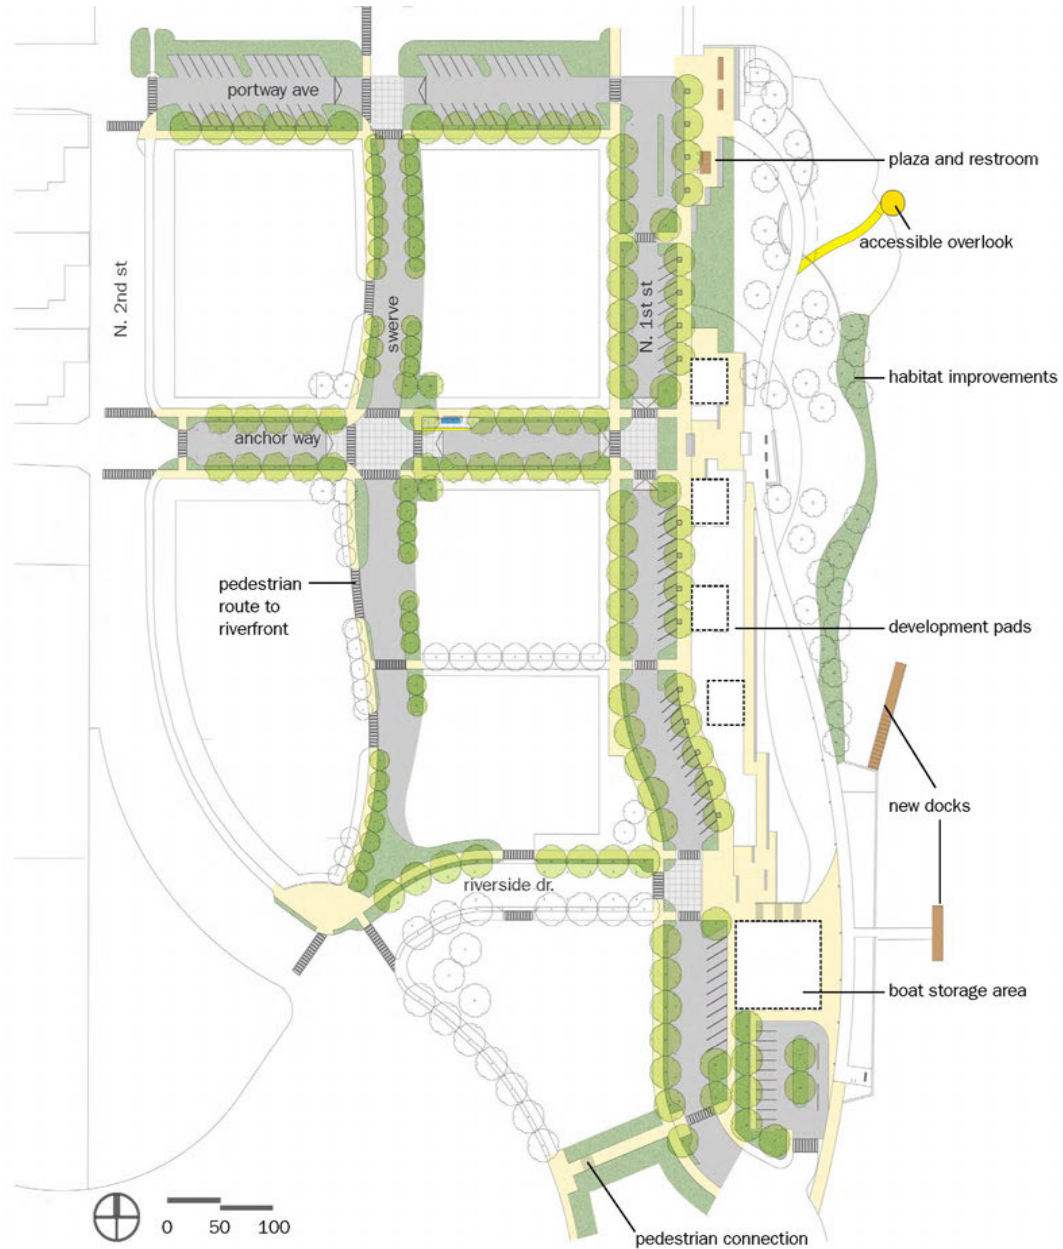 portway ave
plaza and restroom
accessible overlook
N. 2nd st
swerve
N. 1st st
habitat improvements
anchor way
pedestrian
route to
riverfront
development pads
new docks
riverside dr.
boat storage area
0 50 100
pedestrian connection